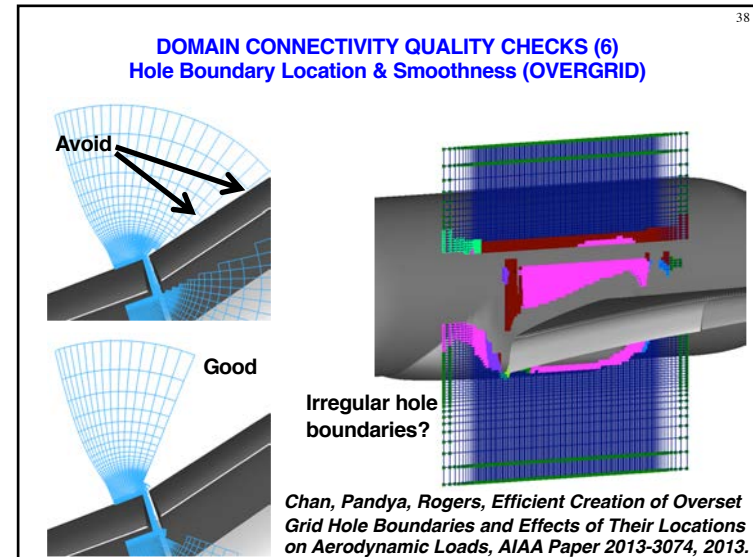 38
DOMAIN CONNECTIVITY QUALITY CHECKS (6)
Hole Boundary Location & Smoothness (OVERGRID)
Avoid
Good
Irregular hole
boundaries?
Chan, Pandya, Rogers, Efficient Creation of Overset
Grid Hole Boundaries and Effects of Their Locations
on Aerodynamic Loads, AIAA Paper 2013-3074, 2013